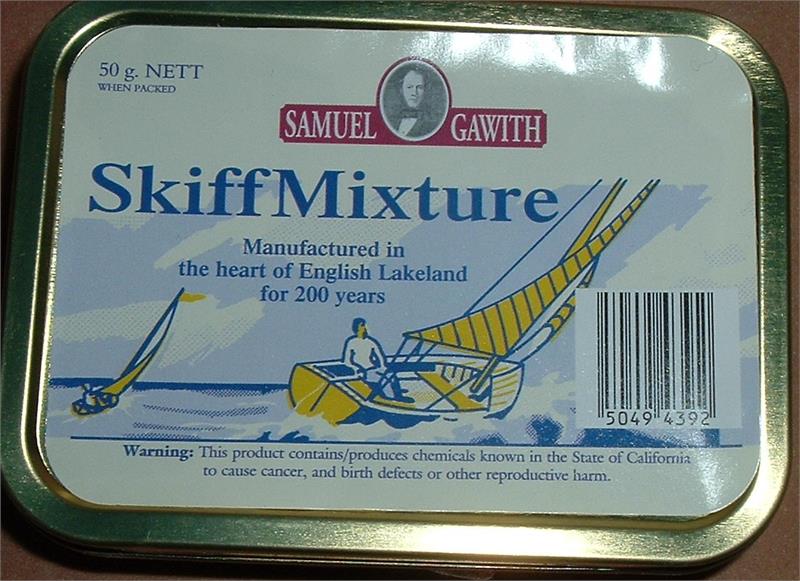 50 g. NETT
WHEN PACKED
SAMUEL GAWITH
SkiffMixture
Manufactured in
the heart of English Lakeland
for 200 years
5049 4392
Warning: This product contains/produces chemicals known in the State of California
to cause cancer, and birth defects or other reproductive harm.